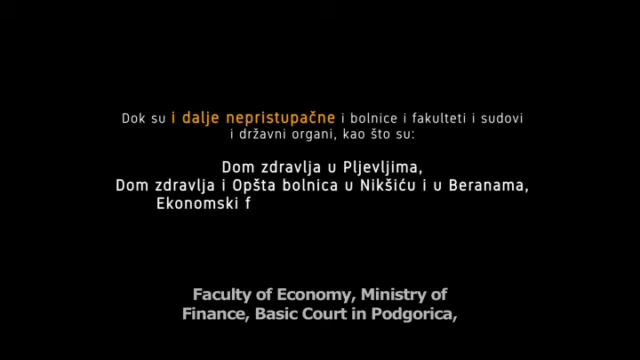 Dok su i dalje nepristupačne i bolnice i fakulteti i sudovi
i državni organi, kao što su:
Dom zdravlja u Pljevljima,
Dom zdravlja i Opšta bolnica u Nikšiću i u Beranama,
Ekonomski f
Faculty of Economy, Ministry of
Finance, Basic Court in Podgorica,